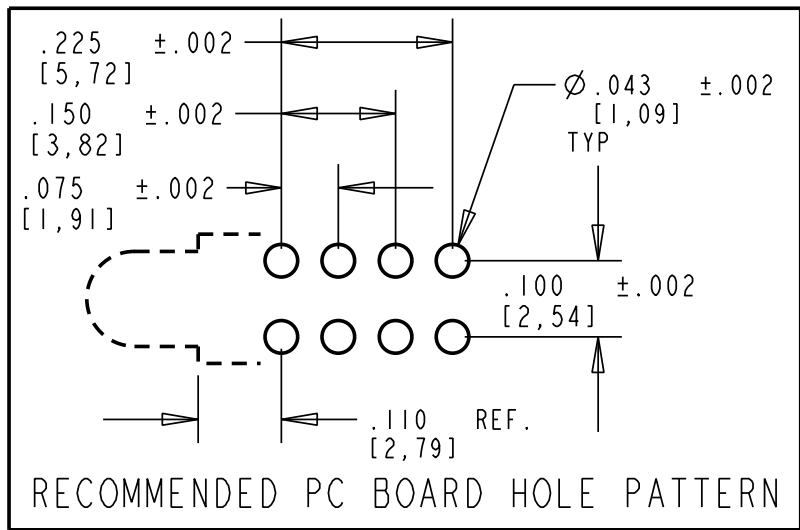 .225 ±.002
[5,72]
.150 ±.002
[3,82]
.075 ±.002
[1,91]
Ø .043 ±.002
[1,09]
TYP
.100 ±.002
[2,54]
.110 REF.
[2,79]
RECOMMENDED PC BOARD HOLE PATTERN